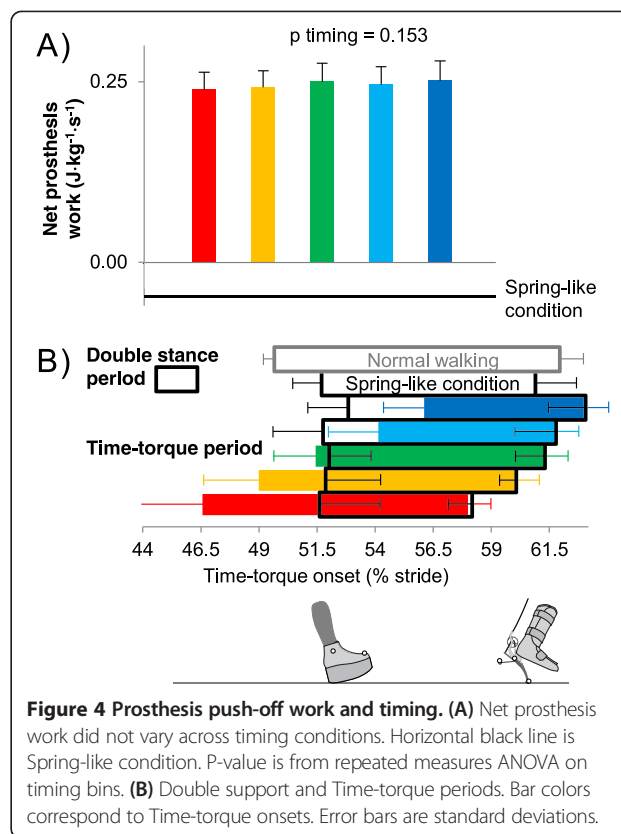 A)
p timing = 0.153
Net prosthesis
work (J·kg⁻¹·s⁻¹)
0.25
0.00
Spring-like
condition
B)
Double stance
period
Normal walking
Spring-like condition
Time-torque period
44 46.5 49 51.5 54 56.5 59 61.5
Time-torque onset (% stride)
Figure 4 Prosthesis push-off work and timing. (A) Net prosthesis
work did not vary across timing conditions. Horizontal black line is
Spring-like condition. P-value is from repeated measures ANOVA on
timing bins. (B) Double support and Time-torque periods. Bar colors
correspond to Time-torque onsets. Error bars are standard deviations.